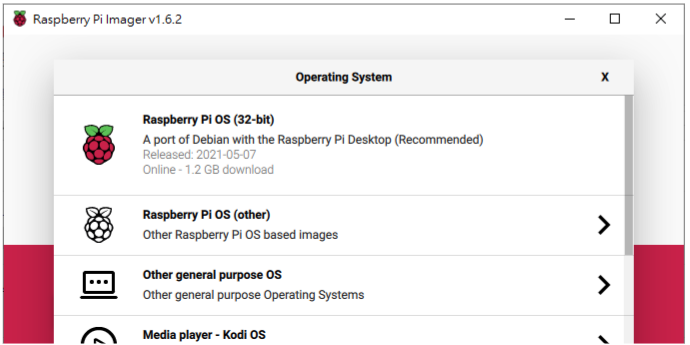 Raspberry Pi Imager v1.6.2
Operating System
X
Raspberry Pi OS (32-bit)
A port of Debian with the Raspberry Pi Desktop (Recommended)
Released: 2021-05-07
Online - 1.2 GB download
Raspberry Pi OS (other)
Other Raspberry Pi OS based images
Other general purpose OS
Other general purpose Operating Systems
Media player - Kodi OS